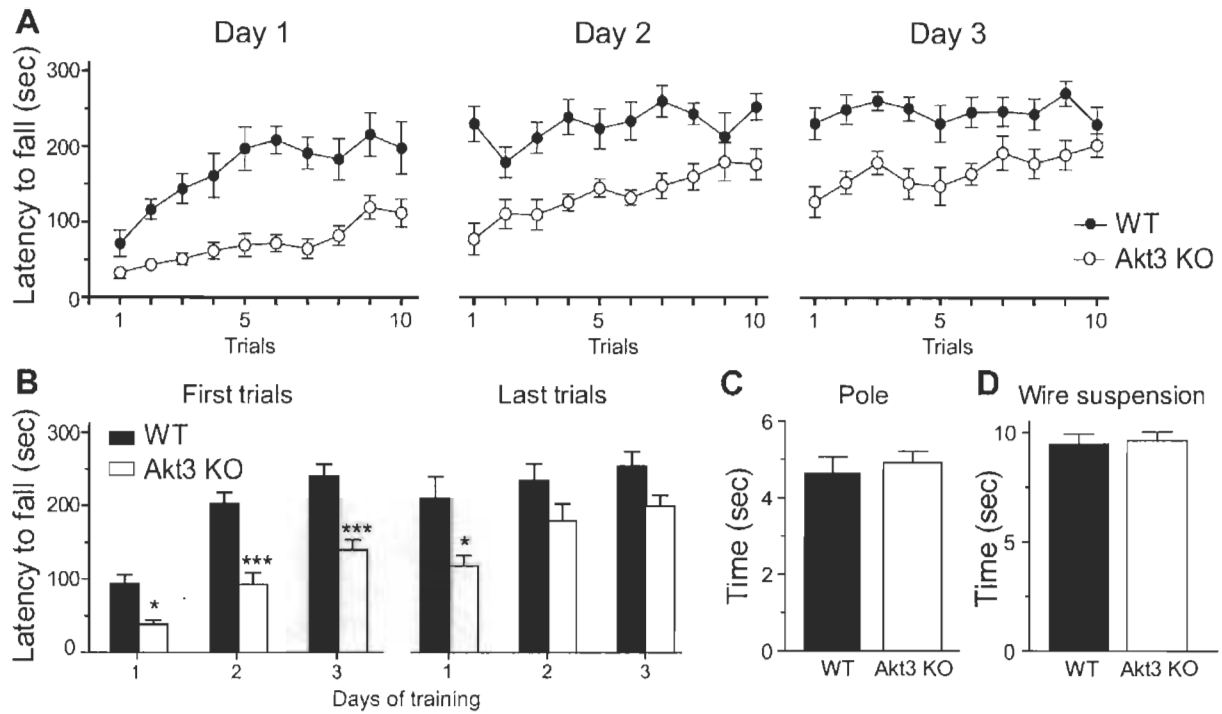 A
Day 1
Day 2
Day 3
Latency to fall (sec)
300
200
100
0
1
5
10
Trials
1
5
10
Trials
1
5
10
Trials
WT
Akt3 KO
B
First trials
Last trials
Latency to fall (sec)
300
200
100
0
WT
Akt3 KO
*
***
***
*
1
2
3
1
2
3
Days of training
C
Pole
Time (sec)
6
4
2
0
WT
Akt3 KO
D
Wire suspension
Time (sec)
10
5
0
WT
Akt3 KO